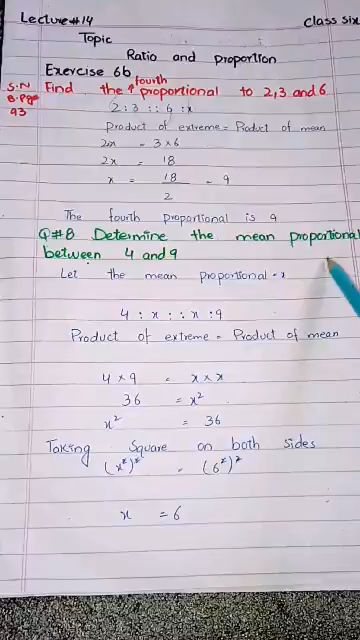 Lecture#14 Class six
Topic
Ratio and proportion
Exercise 6b
S.N Find the fourth proportional to 2,3 and 6
B.Pg#
93
2:3 :: 6 :x
Product of extreme = Product of mean
2x = 3×6
2x = 18
x = 18/2 = 9
The fourth proportional is 9
Q#8 Determine the mean proportional
between 4 and 9
Let the mean proportional = x
4 : x :: x : 9
Product of extreme = Product of mean
4×9 = x×x
36 = x²
x² = 36
Taking Square on both sides
(x²)² = (6²)²
x = 6